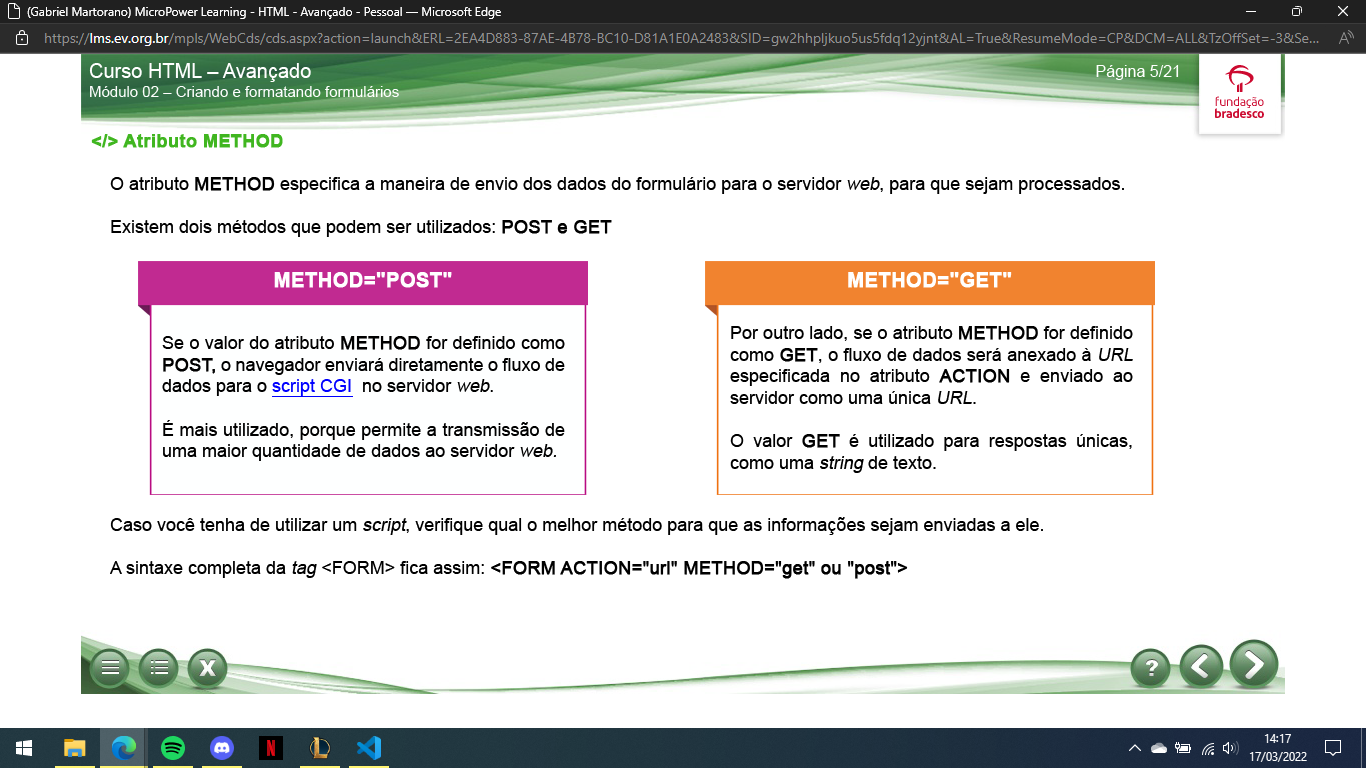 (Gabriel Martorano) MicroPower Learning - HTML - Avançado - Pessoal — Microsoft Edge
https://lms.ev.org.br/mpls/WebCds/cds.aspx?action=launch&ERL=2EA4D883-87AE-4B78-BC10-D81A1E0A2483&SID=gw2hhpljkuo5us5fdq12yjnt&AL=True&ResumeMode=CP&DCM=ALL&TzOffSet=-3&Se...
Curso HTML – Avançado
Página 5/21
Módulo 02 – Criando e formatando formulários
fundação
bradesco
</> Atributo METHOD
O atributo METHOD especifica a maneira de envio dos dados do formulário para o servidor web, para que sejam processados.
Existem dois métodos que podem ser utilizados: POST e GET
METHOD="POST"
Se o valor do atributo METHOD for definido como
POST, o navegador enviará diretamente o fluxo de
dados para o script CGI no servidor web.
É mais utilizado, porque permite a transmissão de
uma maior quantidade de dados ao servidor web.
METHOD="GET"
Por outro lado, se o atributo METHOD for definido
como GET, o fluxo de dados será anexado à URL
especificada no atributo ACTION e enviado ao
servidor como uma única URL.
O valor GET é utilizado para respostas únicas,
como uma string de texto.
Caso você tenha de utilizar um script, verifique qual o melhor método para que as informações sejam enviadas a ele.
A sintaxe completa da tag <FORM> fica assim: <FORM ACTION="url" METHOD="get" ou "post">
X
?
14:17
17/03/2022